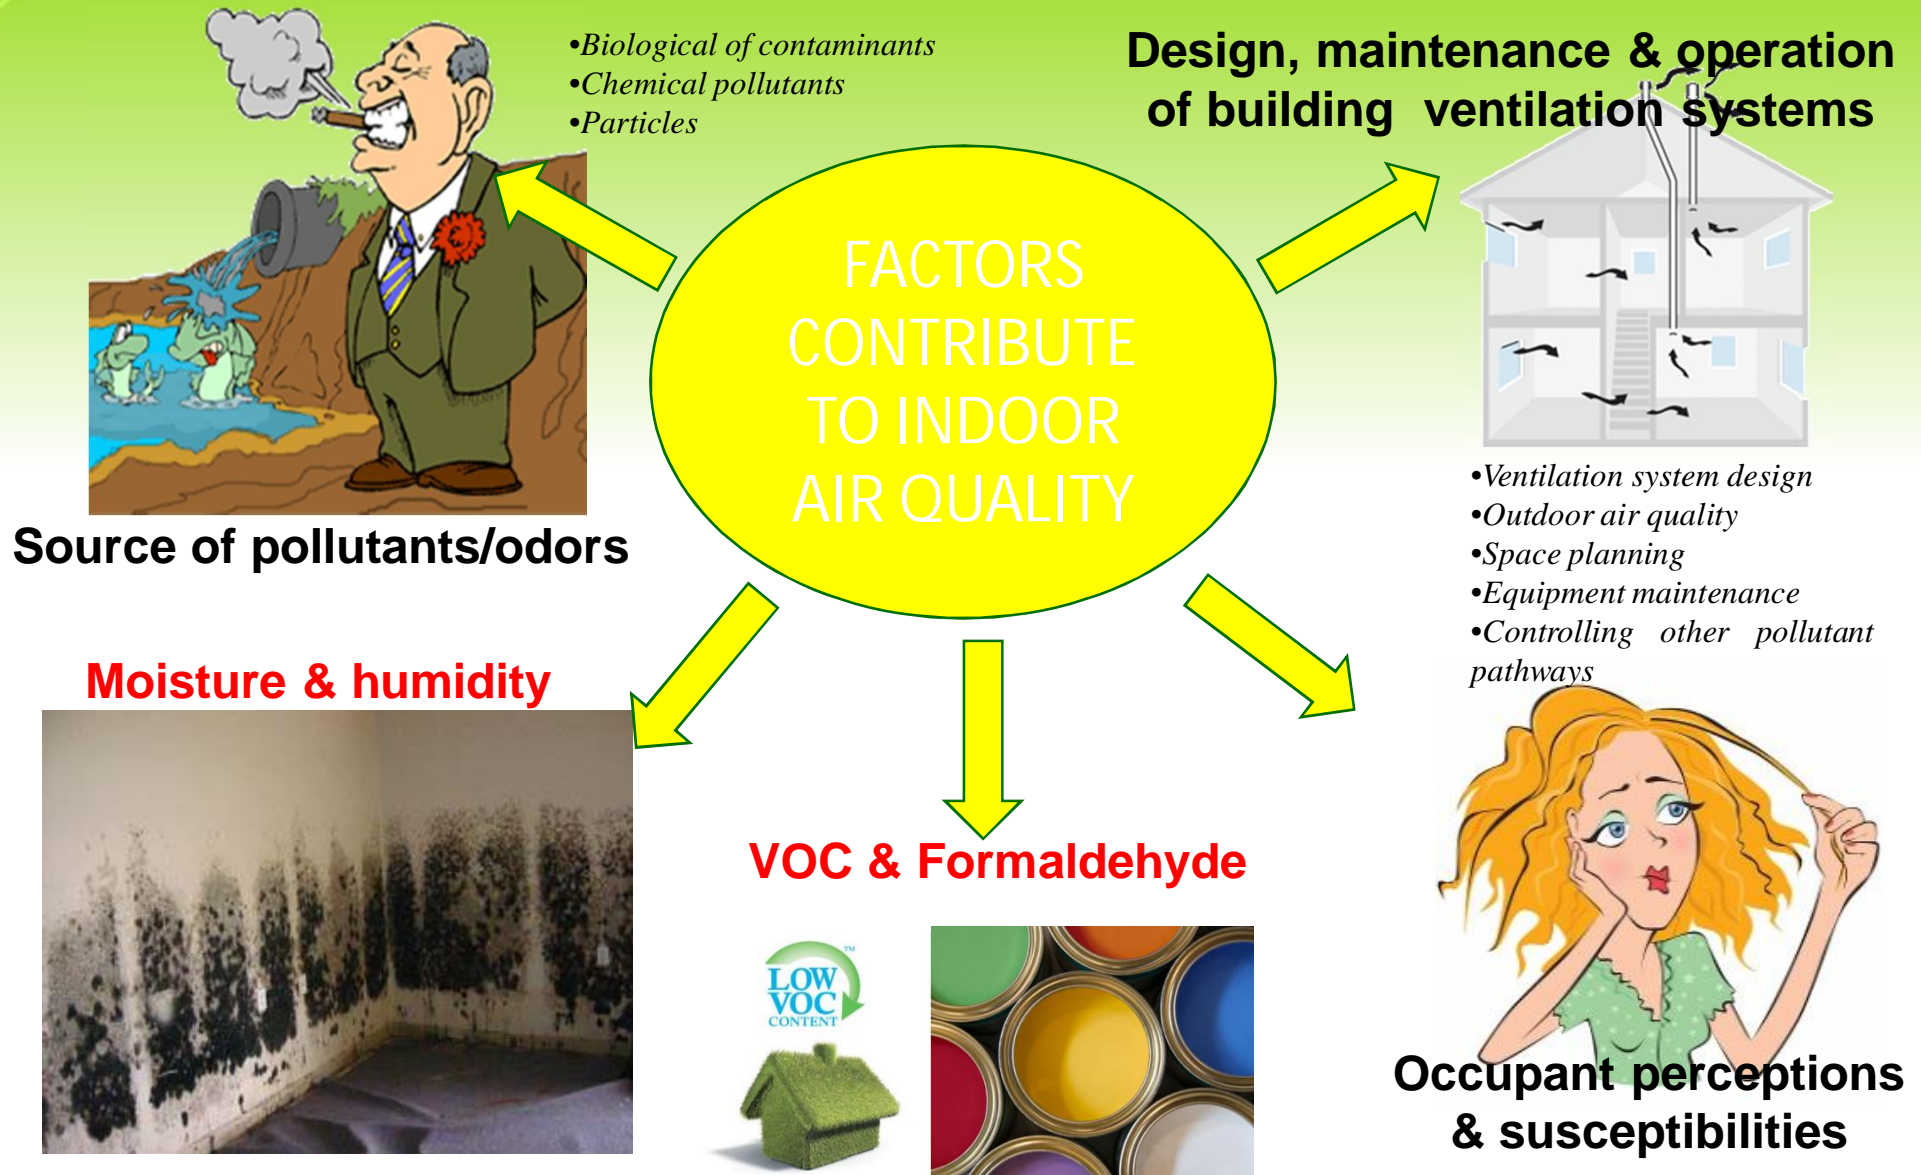 •Biological of contaminants
•Chemical pollutants
•Particles
Design, maintenance & operation
of building ventilation systems
FACTORS
CONTRIBUTE
TO INDOOR
AIR QUALITY
Source of pollutants/odors
•Ventilation system design
•Outdoor air quality
•Space planning
•Equipment maintenance
•Controlling other pollutant
pathways
Moisture & humidity
VOC & Formaldehyde
LOW
VOC
CONTENT
TM
Occupant perceptions
& susceptibilities